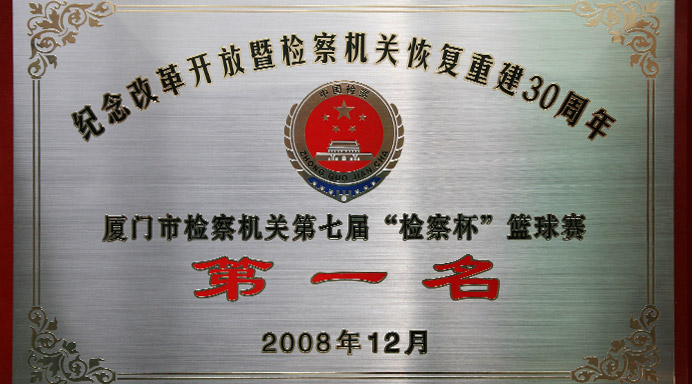 纪念改革开放暨检察机关恢复重建30周年
中国检察
ZHONG GUO JIAN CHA
厦门市检察机关第七届“检察杯”篮球赛
第一名
2008年12月